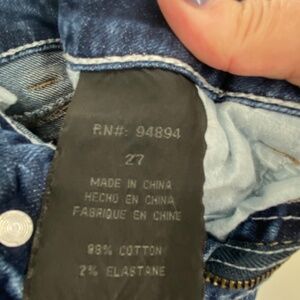 RN#: 94894
27
MADE IN CHINA
HECHO EN CHINA
FABRIQUE EN CHINE
98% COTTON
2% ELASTANE